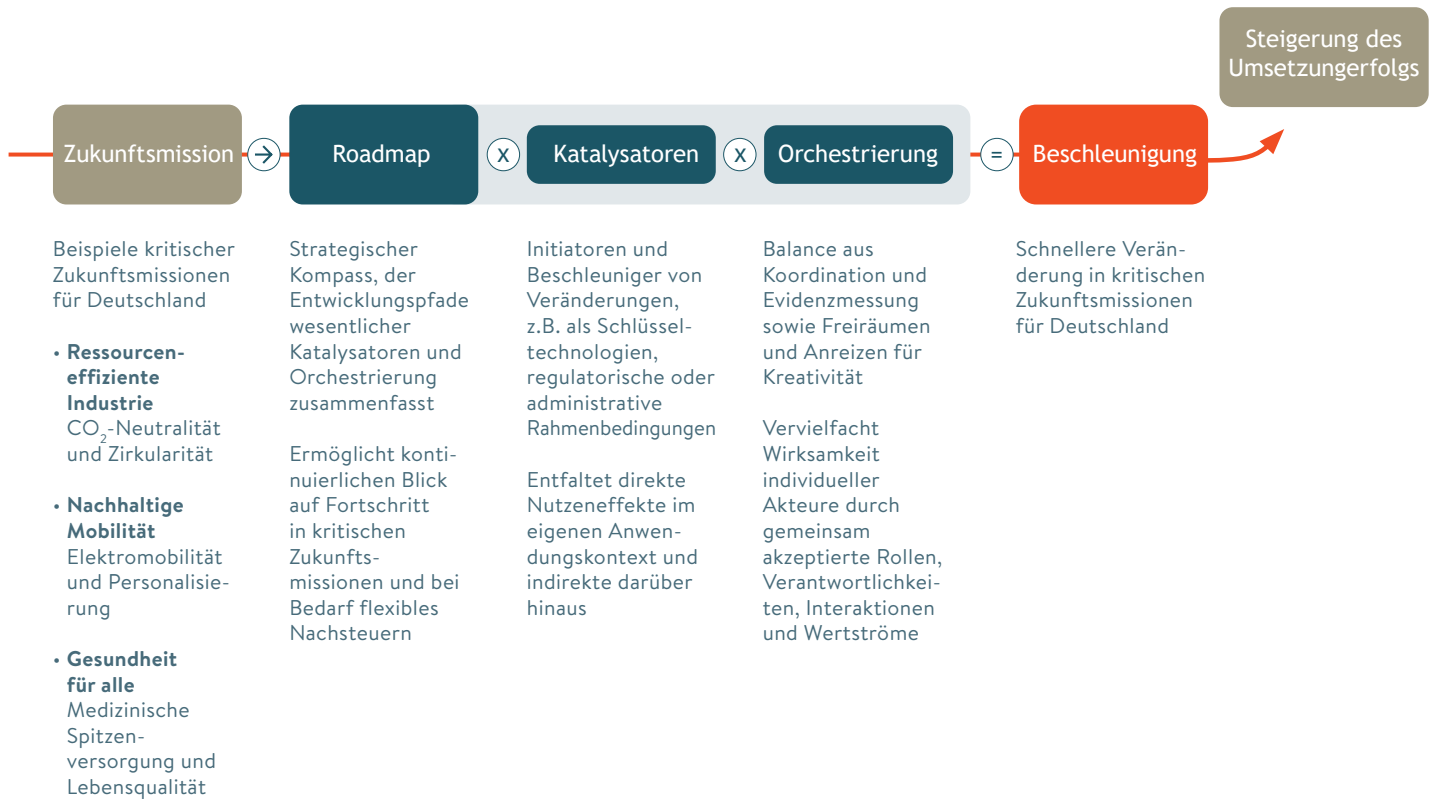 Steigerung des
Umsetzungerfolgs
Zukunftsmission
→
Roadmap
x
Katalysatoren
x
Orchestrierung
=
Beschleunigung
Beispiele kritischer
Zukunftsmissionen
für Deutschland
• Ressourcen-
effiziente
Industrie
CO₂-Neutralität
und Zirkularität
• Nachhaltige
Mobilität
Elektromobilität
und Personalisie-
rung
• Gesundheit
für alle
Medizinische
Spitzen-
versorgung und
Lebensqualität
Strategischer
Kompass, der
Entwicklungspfade
wesentlicher
Katalysatoren und
Orchestrierung
zusammenfasst
Ermöglicht konti-
nuierlichen Blick
auf Fortschritt
in kritischen
Zukunfts-
missionen und bei
Bedarf flexibles
Nachsteuern
Initiatoren und
Beschleuniger von
Veränderungen,
z.B. als Schlüssel-
technologien,
regulatorische oder
administrative
Rahmenbedingungen
Entfaltet direkte
Nutzeneffekte im
eigenen Anwen-
dungskontext und
indirekte darüber
hinaus
Balance aus
Koordination und
Evidenzmessung
sowie Freiräumen
und Anreizen für
Kreativität
Vervielfacht
Wirksamkeit
individueller
Akteure durch
gemeinsam
akzeptierte Rollen,
Verantwortlichkei-
ten, Interaktionen
und Wertströme
Schnellere Verän-
derung in kritischen
Zukunftsmissionen
für Deutschland